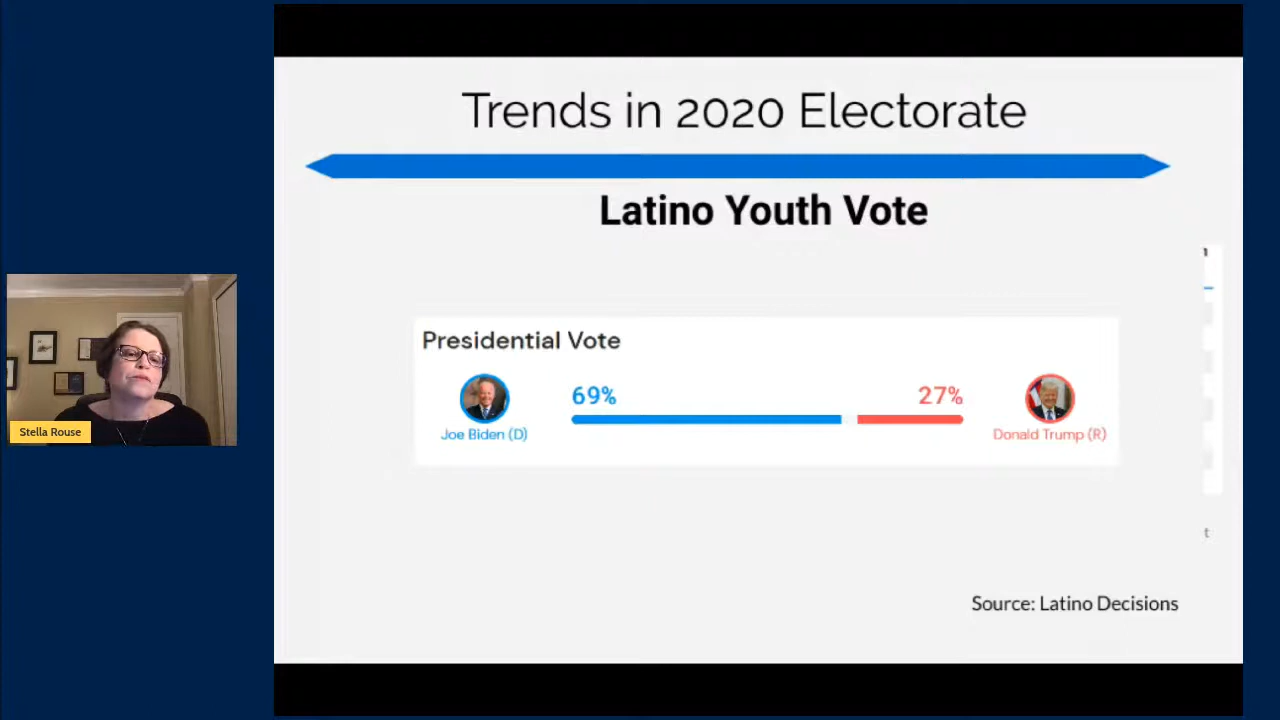 Trends in 2020 Electorate
Latino Youth Vote
Presidential Vote
69%
27%
Joe Biden (D)
Donald Trump (R)
Stella Rouse
t
Source: Latino Decisions